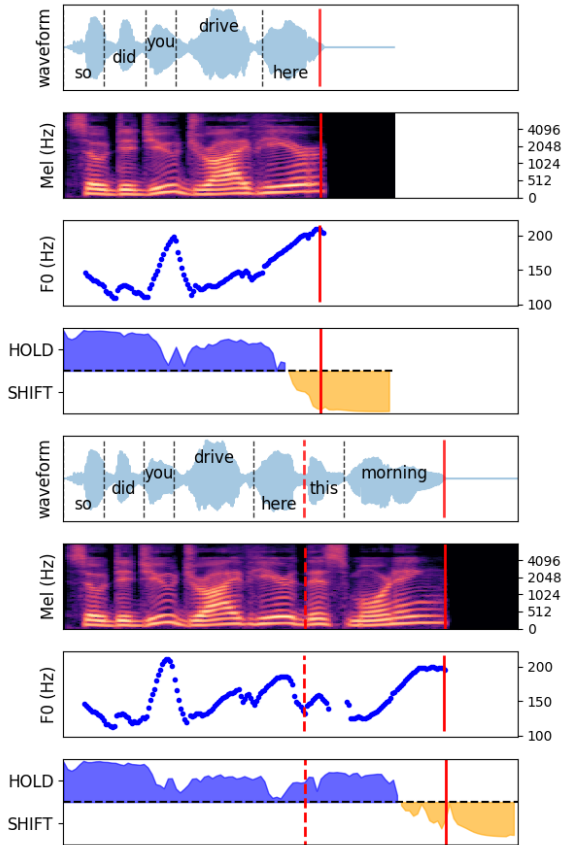 waveform
so did you drive here
Mel (Hz)
4096
2048
1024
512
0
F0 (Hz)
200
150
100
HOLD
SHIFT
waveform
so did you drive here this morning
Mel (Hz)
4096
2048
1024
512
0
F0 (Hz)
200
150
100
HOLD
SHIFT